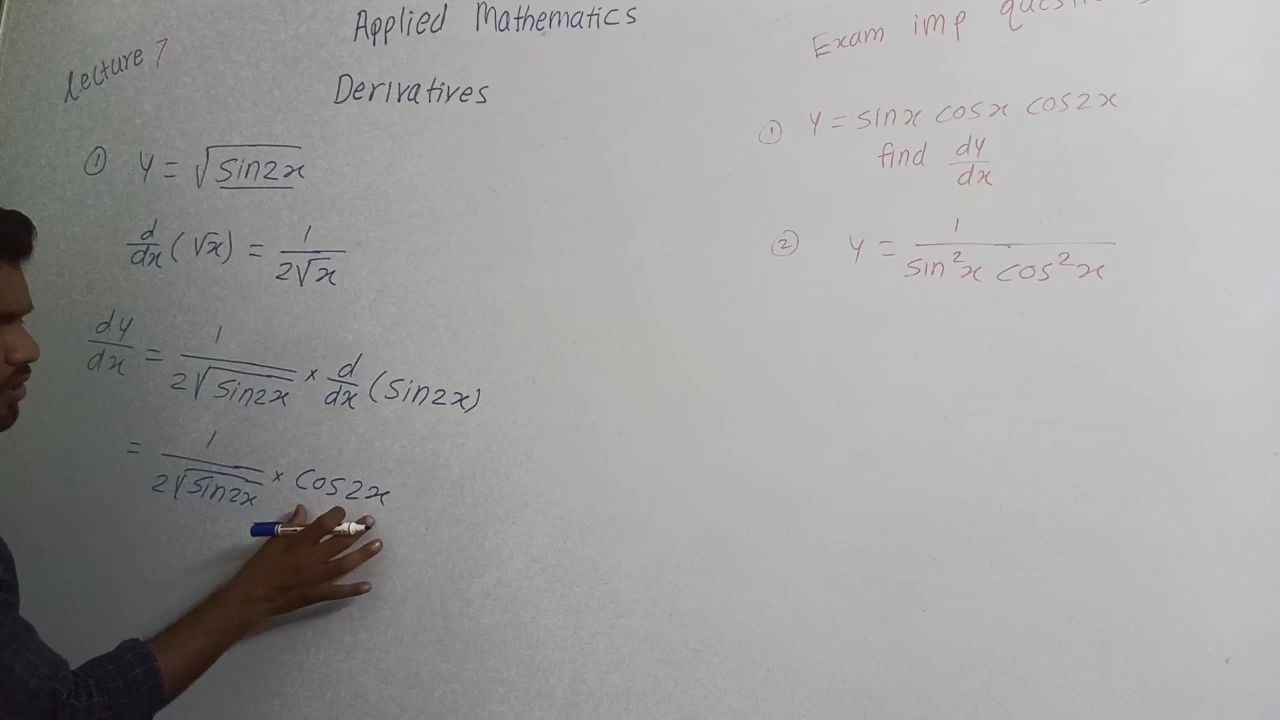 Lecture 7
Applied Mathematics
Derivatives
① y = √sin2x
d/dx (√x) = 1/2√x
dy/dx = 1/2√sin2x × d/dx (sin2x)
= 1/2√sin2x × cos2x
Exam imp
① y = sinx cosx cos2x
find dy/dx
② y = 1/sin²x cos²x